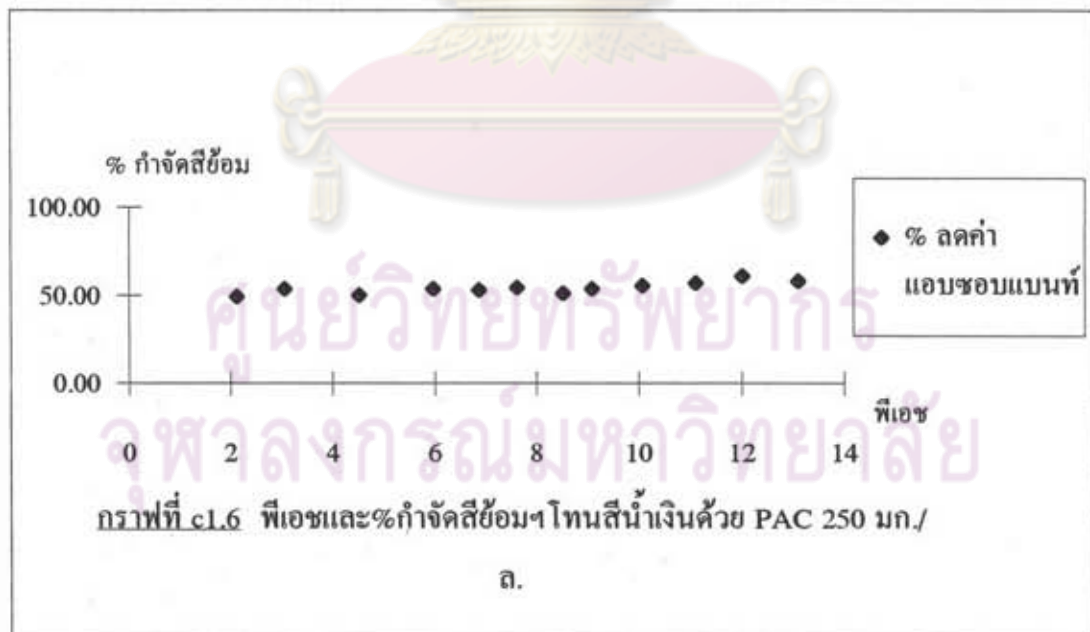 % กำจัดสีย้อม
100.00
50.00
0.00
◆ % ลดค่า
แอบซอบแบนท์
ศูนย์วิทยทรัพยากร
พีเอช
0 2 4 6 8 10 12 14
จุฬาลงกรณ์มหาวิทยาลัย
กราฟที่ c1.6 พีเอชและ%กำจัดสีย้อมฯโทนสีน้ำเงินด้วย PAC 250 มก./
ล.